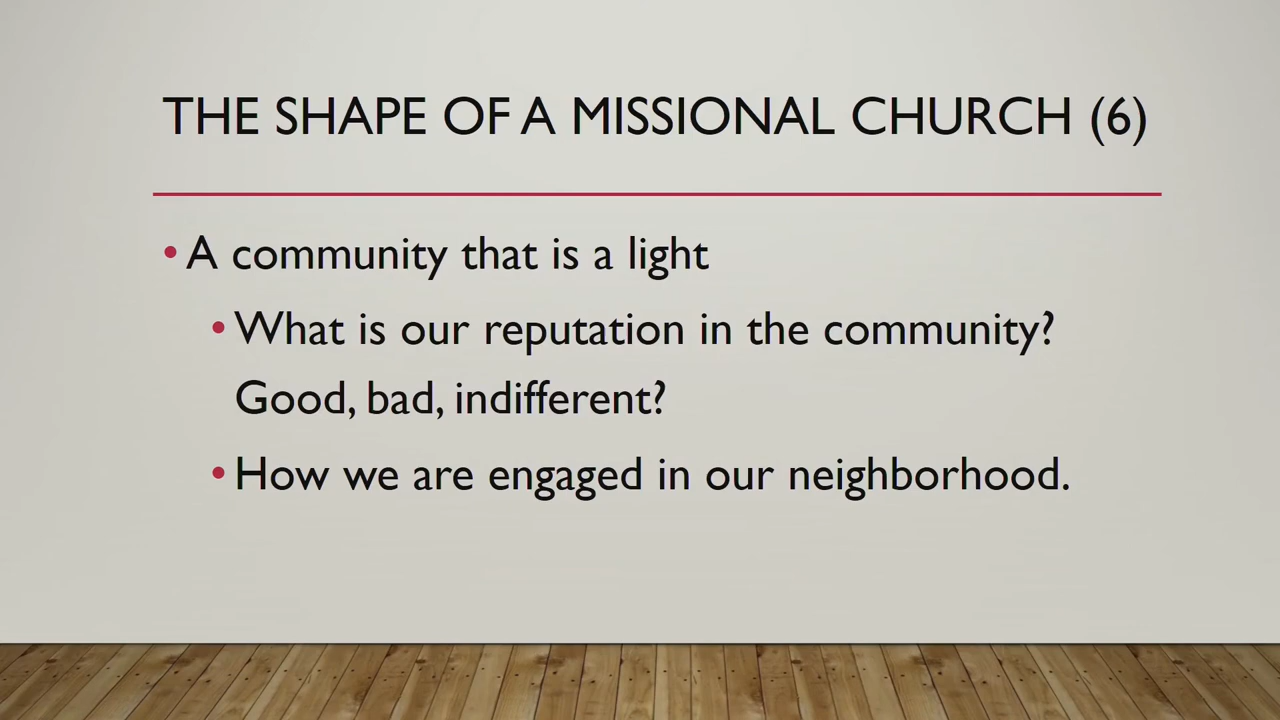 THE SHAPE OF A MISSIONAL CHURCH (6)
• A community that is a light
• What is our reputation in the community?
Good, bad, indifferent?
• How we are engaged in our neighborhood.